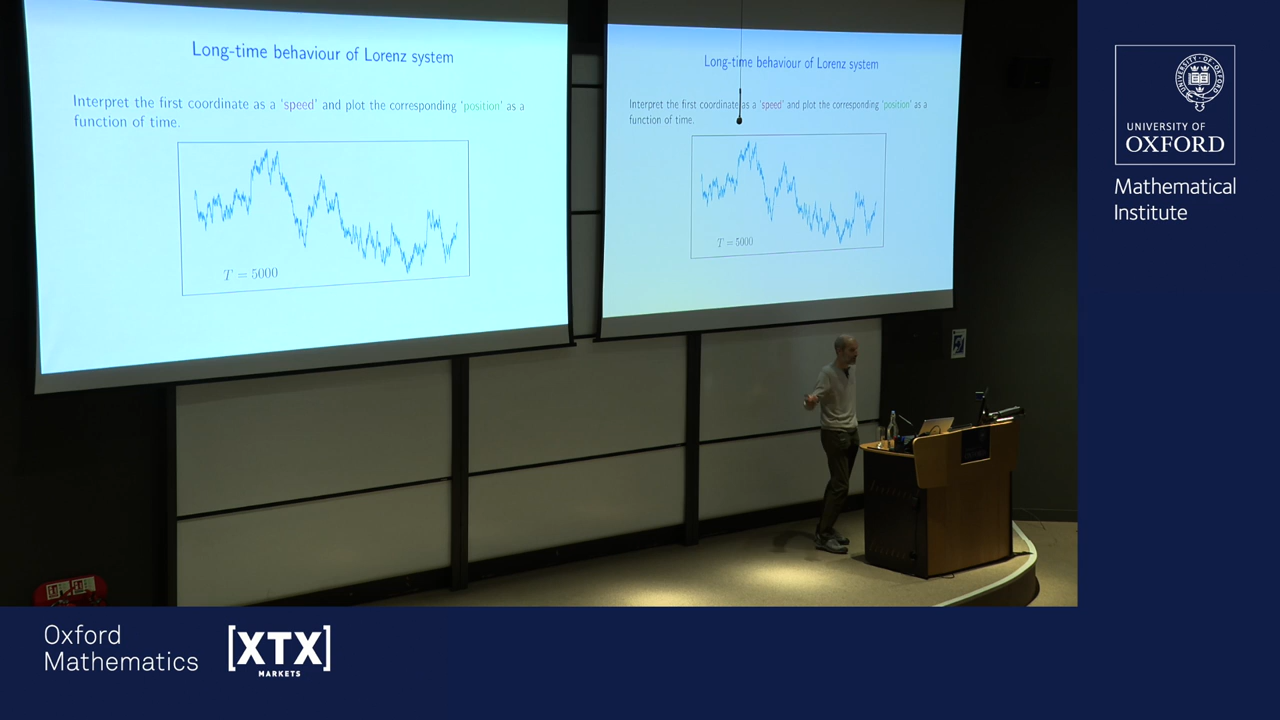 Long-time behaviour of Lorenz system
Interpret the first coordinate as a 'speed' and plot the corresponding 'position' as a
function of time.
T = 5000
Long-time behaviour of Lorenz system
Interpret the first coordinate as a 'speed' and plot the corresponding 'position' as a
function of time.
T = 5000
UNIVERSITY OF
OXFORD
Mathematical
Institute
Oxford
Mathematics
[XTX]
MARKETS